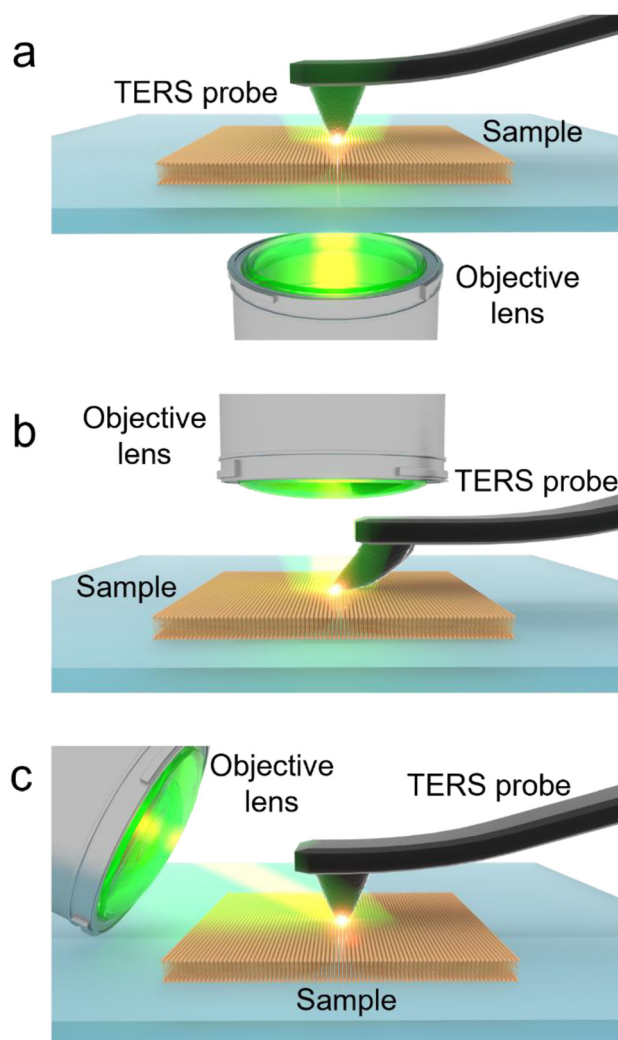 a
TERS probe
Sample
Objective
lens
b
Objective
lens
TERS probe
Sample
c
Objective
lens
TERS probe
Sample